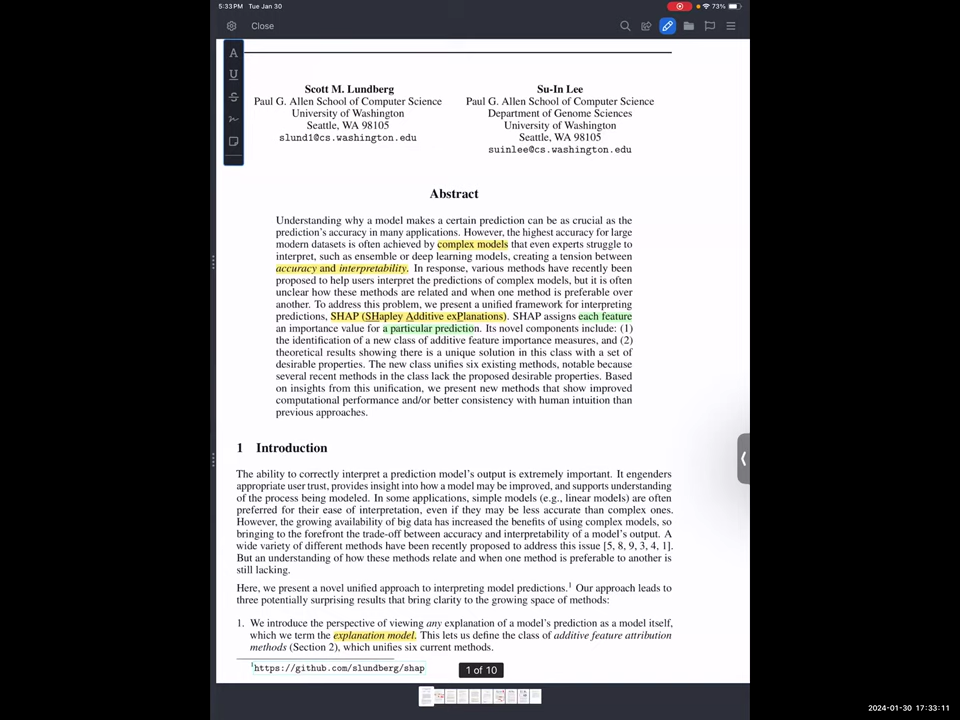 5:33 PM Tue Jan 30
73%
Close
Scott M. Lundberg
Paul G. Allen School of Computer Science
University of Washington
Seattle, WA 98105
slund1@cs.washington.edu
Su-In Lee
Paul G. Allen School of Computer Science
Department of Genome Sciences
University of Washington
Seattle, WA 98105
suinlee@cs.washington.edu
Abstract
Understanding why a model makes a certain prediction can be as crucial as the
prediction's accuracy in many applications. However, the highest accuracy for large
modern datasets is often achieved by complex models that even experts struggle to
interpret, such as ensemble or deep learning models, creating a tension between
accuracy and interpretability. In response, various methods have recently been
proposed to help users interpret the predictions of complex models, but it is often
unclear how these methods are related and when one method is preferable over
another. To address this problem, we present a unified framework for interpreting
predictions, SHAP (SHapley Additive exPlanations). SHAP assigns each feature
an importance value for a particular prediction. Its novel components include: (1)
the identification of a new class of additive feature importance measures, and (2)
theoretical results showing there is a unique solution in this class with a set of
desirable properties. The new class unifies six existing methods, notable because
several recent methods in the class lack the proposed desirable properties. Based
on insights from this unification, we present new methods that show improved
computational performance and/or better consistency with human intuition than
previous approaches.
1 Introduction
The ability to correctly interpret a prediction model's output is extremely important. It engenders
appropriate user trust, provides insight into how a model may be improved, and supports understanding
of the process being modeled. In some applications, simple models (e.g., linear models) are often
preferred for their ease of interpretation, even if they may be less accurate than complex ones.
However, the growing availability of big data has increased the benefits of using complex models, so
bringing to the forefront the trade-off between accuracy and interpretability of a model's output. A
wide variety of different methods have been recently proposed to address this issue [5, 8, 9, 3, 4, 1].
But an understanding of how these methods relate and when one method is preferable to another is
still lacking.
Here, we present a novel unified approach to interpreting model predictions.1 Our approach leads to
three potentially surprising results that bring clarity to the growing space of methods:
1. We introduce the perspective of viewing any explanation of a model's prediction as a model itself,
which we term the explanation model. This lets us define the class of additive feature attribution
methods (Section 2), which unifies six current methods.
1https://github.com/slundberg/shap
1 of 10
2024-01-30 17:33:11